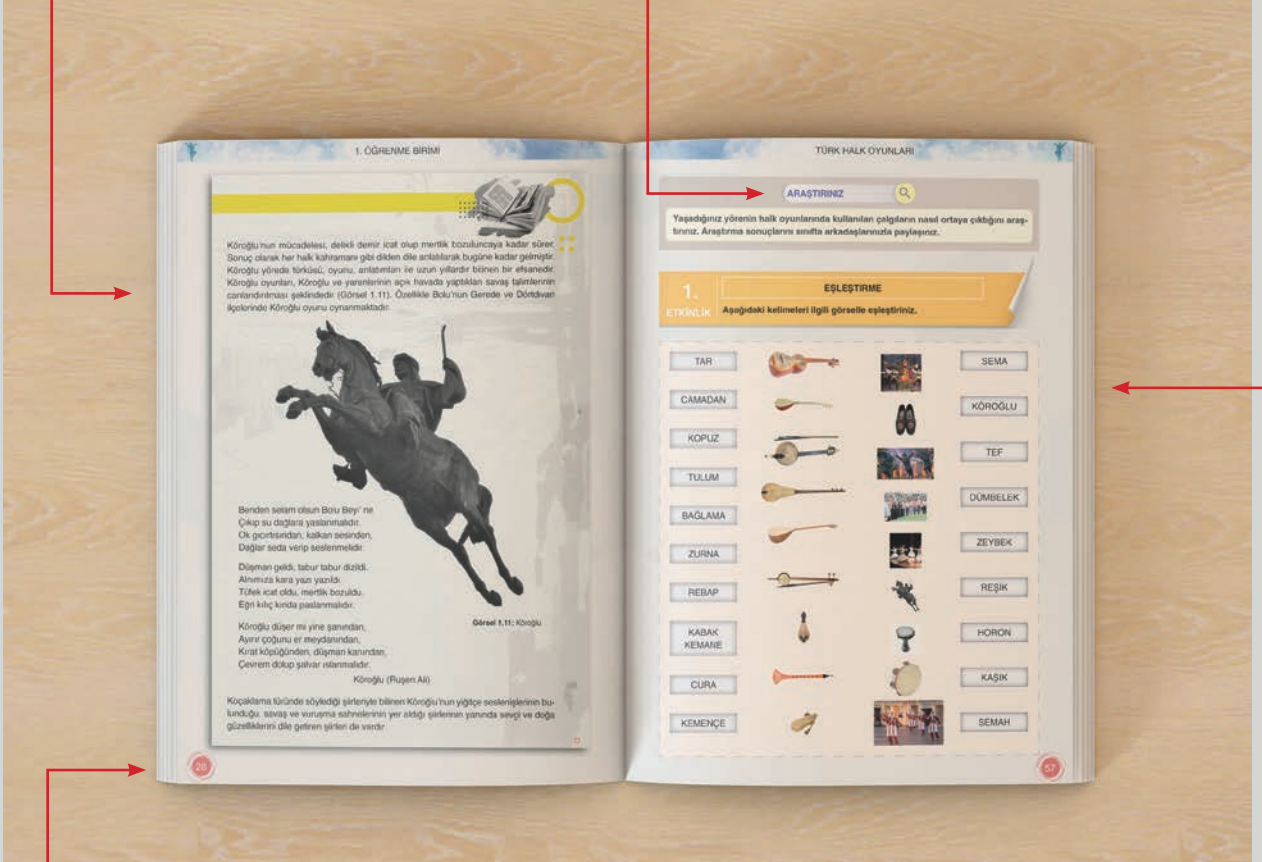 1. ÖĞRENME BİRİMİ
Köroğlu'nun mücadelesi, delikli demir icat olup mertlik bozuluncaya kadar sürer.
Sonuç olarak her halk kahramanı gibi dilden dile anlatılarak bugüne kadar gelmiştir.
Köroğlu yörede türküsü, oyunu, anlatımları ile uzun yıllardır bilinen bir efsanedir.
Köroğlu oyunları, Köroğlu ve yarenlerinin açık havada yaptıkları savaş talimlerinin
canlandırılması şeklindedir (Görsel 1.11). Özellikle Bolu'nun Gerede ve Dörtdivan
ilçelerinde Köroğlu oyunu oynanmaktadır.
Benden selam olsun Bolu Beyi' ne
Çıkıp şu dağlara yaslanmalıdır.
Ok gıcırtısından, kalkan sesinden,
Dağlar seda verip seslenmelidir.
Düşman geldi, tabur tabur dizildi.
Alnımıza kara yazı yazıldı.
Tüfek icat oldu, mertlik bozuldu.
Eğri kılıç kında paslanmalıdır.
Köroğlu düşer mi yine şanından,
Ayırır çoğunu er meydanından,
Kırat köpüğünden, düşman kanından,
Çevrem dolup şalvar ıslanmalıdır.
Köroğlu (Ruşen Ali)
Görsel 1.11: Köroğlu
Koçaklama türünde söylediği şiirleriyle bilinen Köroğlu'nun yiğitçe seslenişlerinin bu-
lunduğu, savaş ve vuruşma sahnelerinin yer aldığı şiirlerinin yanında sevgi ve doğa
güzelliklerini dile getiren şiirleri de vardır.
28
TÜRK HALK OYUNLARI
ARAŞTIRINIZ
Yaşadığınız yörenin halk oyunlarında kullanılan çalgıların nasıl ortaya çıktığını araş-
tırınız. Araştırma sonuçlarını sınıfta arkadaşlarınızla paylaşınız.
1.
ETKİNLİK
EŞLEŞTİRME
Aşağıdaki kelimeleri ilgili görselle eşleştiriniz.
TAR
CAMADAN
KOPUZ
TULUM
BAĞLAMA
ZURNA
REBAP
KABAK
KEMANE
CURA
KEMENÇE
SEMA
KÖROĞLU
TEF
DÜMBELEK
ZEYBEK
REŞİK
HORON
KAŞIK
SEMAH
57